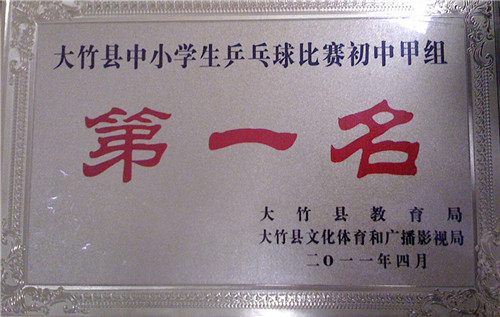 大竹县中小学生乒乓球比赛初中甲组
第一名
大竹县教育局
大竹县文化体育和广播影视局
二0一一年四月